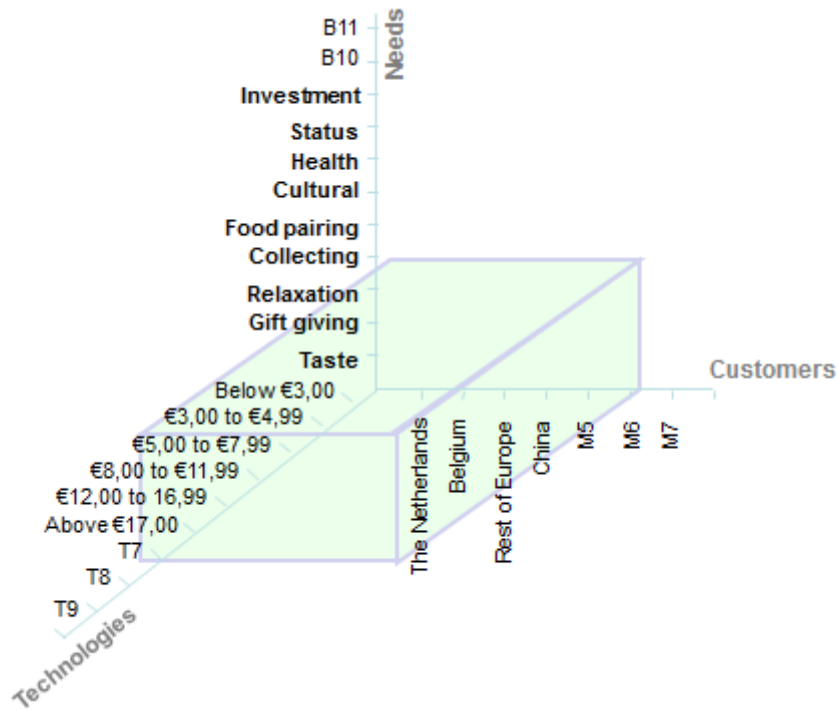 B11
B10
Needs
Investment
Status
Health
Cultural
Food pairing
Collecting
Relaxation
Gift giving
Taste
Customers
Below €3,00
€3,00 to €4,99
€5,00 to €7,99
€8,00 to €11,99
€12,00 to 16,99
Above €17,00
T7
T8
T9
Technologies
The Netherlands
Belgium
Rest of Europe
China
M5
M6
M7